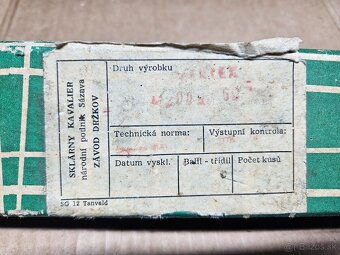 SKLÁRNY KAVALIER
národní podnik Sázava
ZÁVOD DRŽKOV
Druh výrobku
Technická norma:
Výstupní kontrola:
Datum vyskl.
Balil - třídil
Počet kusů
SG 12 Tanvald